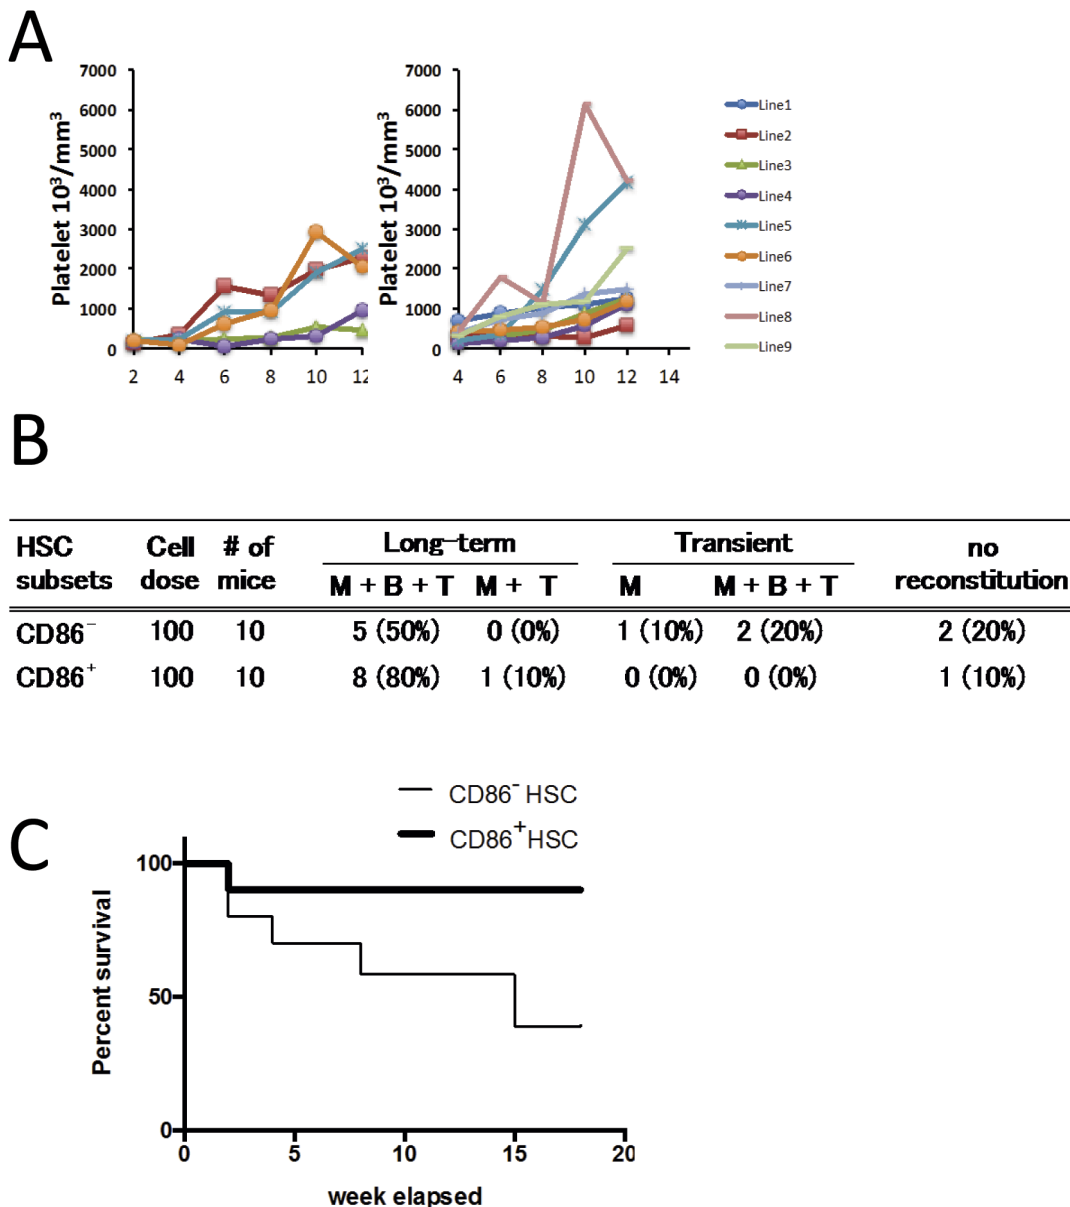 A
Platelet 10³/mm³
7000
6000
5000
4000
3000
2000
1000
0
2 4 6 8 10 12
Platelet 10³/mm³
7000
6000
5000
4000
3000
2000
1000
0
4 6 8 10 12 14
Line1
Line2
Line3
Line4
Line5
Line6
Line7
Line8
Line9
B
HSC subsets Cell dose # of mice Long-term Transient no reconstitution
M + B + T M + T M M + B + T
CD86⁻ 100 10 5 (50%) 0 (0%) 1 (10%) 2 (20%) 2 (20%)
CD86⁺ 100 10 8 (80%) 1 (10%) 0 (0%) 0 (0%) 1 (10%)
C
CD86⁻ HSC
CD86⁺ HSC
Percent survival
100
50
0
0 5 10 15 20
week elapsed